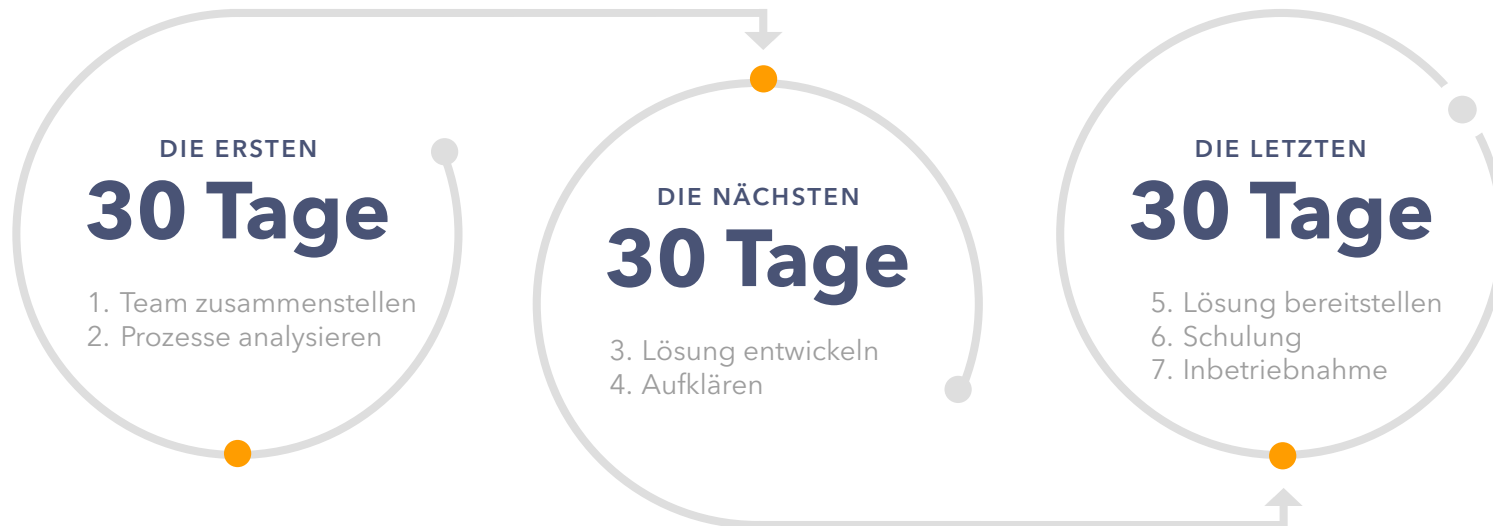 DIE ERSTEN
30 Tage
1. Team zusammenstellen
2. Prozesse analysieren
DIE NÄCHSTEN
30 Tage
3. Lösung entwickeln
4. Aufklären
DIE LETZTEN
30 Tage
5. Lösung bereitstellen
6. Schulung
7. Inbetriebnahme